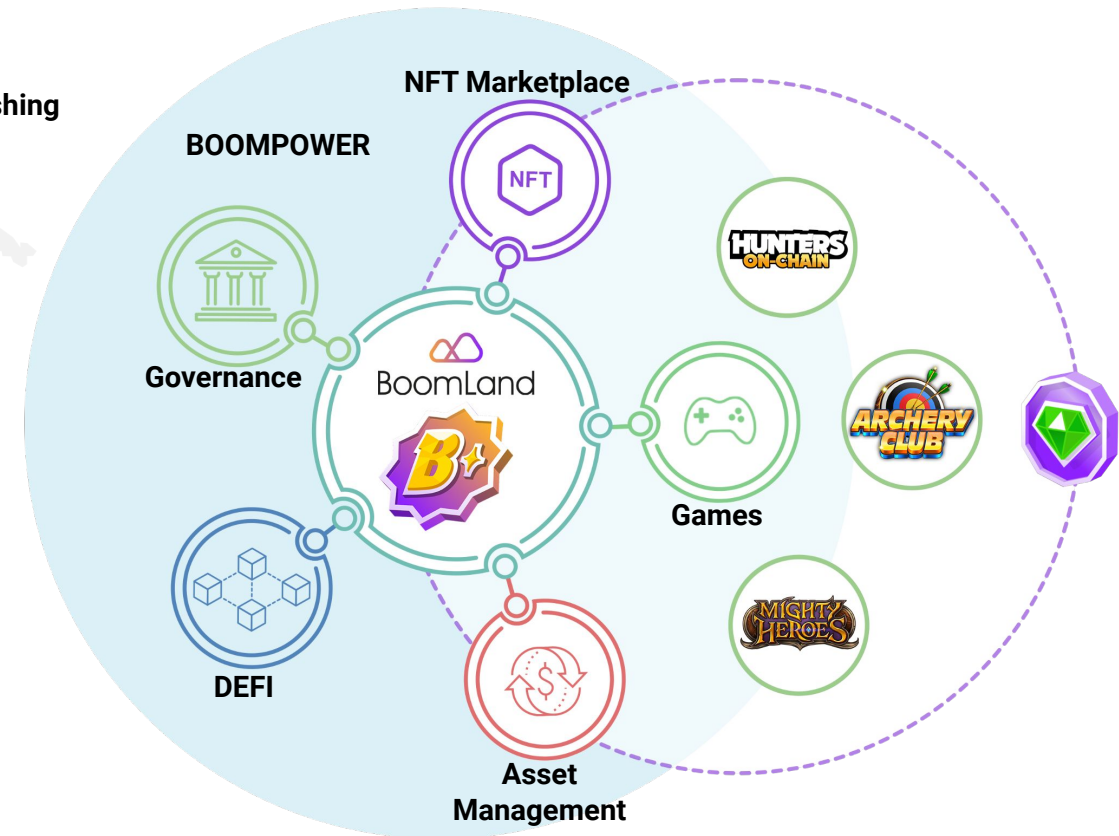 NFT Marketplace
shing
BOOMPOWER
NFT
HUNTERS
ON-CHAIN
Governance
BoomLand
B
ARCHERY
CLUB
Games
MIGHTY
HEROES
DEFI
$
Asset
Management